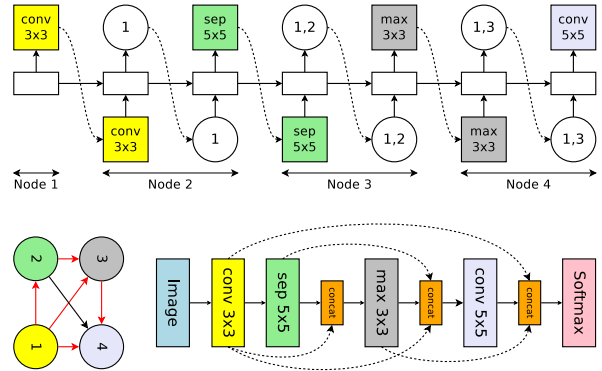 conv
3x3
1
sep
5x5
1,2
max
3x3
1,3
conv
5x5
conv
3x3
1
sep
5x5
1,2
max
3x3
1,3
Node 1
Node 2
Node 3
Node 4
2
3
1
4
Image
conv 3x3
sep 5x5
concat
max 3x3
concat
conv 5x5
concat
Softmax